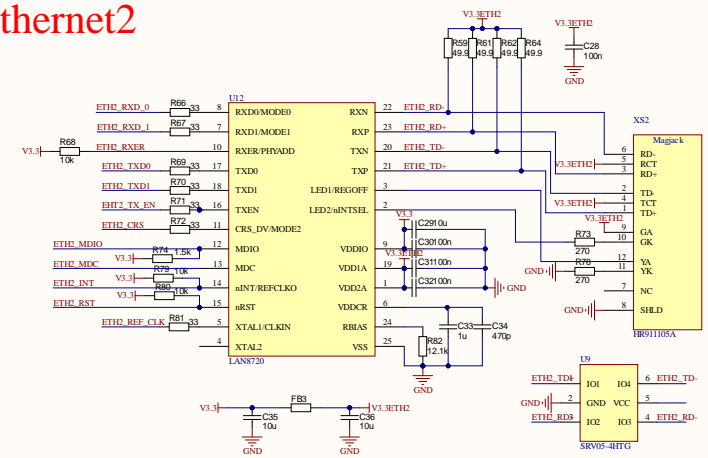 thernet2
V3.3ETH2
V3.3ETH2
R59 R61 R62 R64
49.9 49.9 49.9 49.9
C28
100n
GND
GND
U12
ETH2_RXD_0 R66 33 8 RXD0/MODE0 RXN 22 ETH2_RD-
ETH2_RXD_1 R67 33 7 RXD1/MODE1 RXP 23 ETH2_RD+
V3.3 R68 10k ETH2_RXER 10 RXER/PHYADD TXN 20 ETH2_TD-
ETH2_TXD0 R69 33 17 TXD0 TXP 21 ETH2_TD+
ETH2_TXD1 R70 33 18 TXD1 LED1/REGOFF 3
EHT2_TX_EN R71 33 16 TXEN LED2/nINTSEL 2
ETH2_CRS R72 33 11 CRS_DV/MODE2
ETH2_MDIO V3.3 R74 1.5k 12 MDIO VDDIO 9 V3.3 C29 10u
ETH2_MDC 13 MDC VDD1A 19 V3.3ETH2 C30 100n
C31 100n
ETH2_INT V3.3 R79 10k 14 nINT/REFCLKO VDD2A 1 C32 100n GND
ETH2_RST V3.3 R80 10k 15 nRST VDDCR 6
ETH2_REF_CLK R81 33 5 XTAL1/CLKIN RBIAS 24
4 XTAL2 VSS 25
LAN8720
R82
12.1k
C33
1u
C34
470p
GND
XS2
Magjack
6 RD-
V3.3ETH2 5 RCT
3 RD+
2 TD-
V3.3ETH2 4 TCT
1 TD+
V3.3ETH2 9 GA
R73 270 10 GK
12 YA
GND R78 270 11 YK
7 NC
GND 8 SHLD
HR911105A
V3.3 FB3 V3.3ETH2
C35
10u
C36
10u
GND
GND
U9
ETH2_TD+ 1 IO1 IO4 6 ETH2_TD-
GND 2 GND VCC 5
ETH2_RD+ 3 IO2 IO3 4 ETH2_RD-
SRV05-4HTG